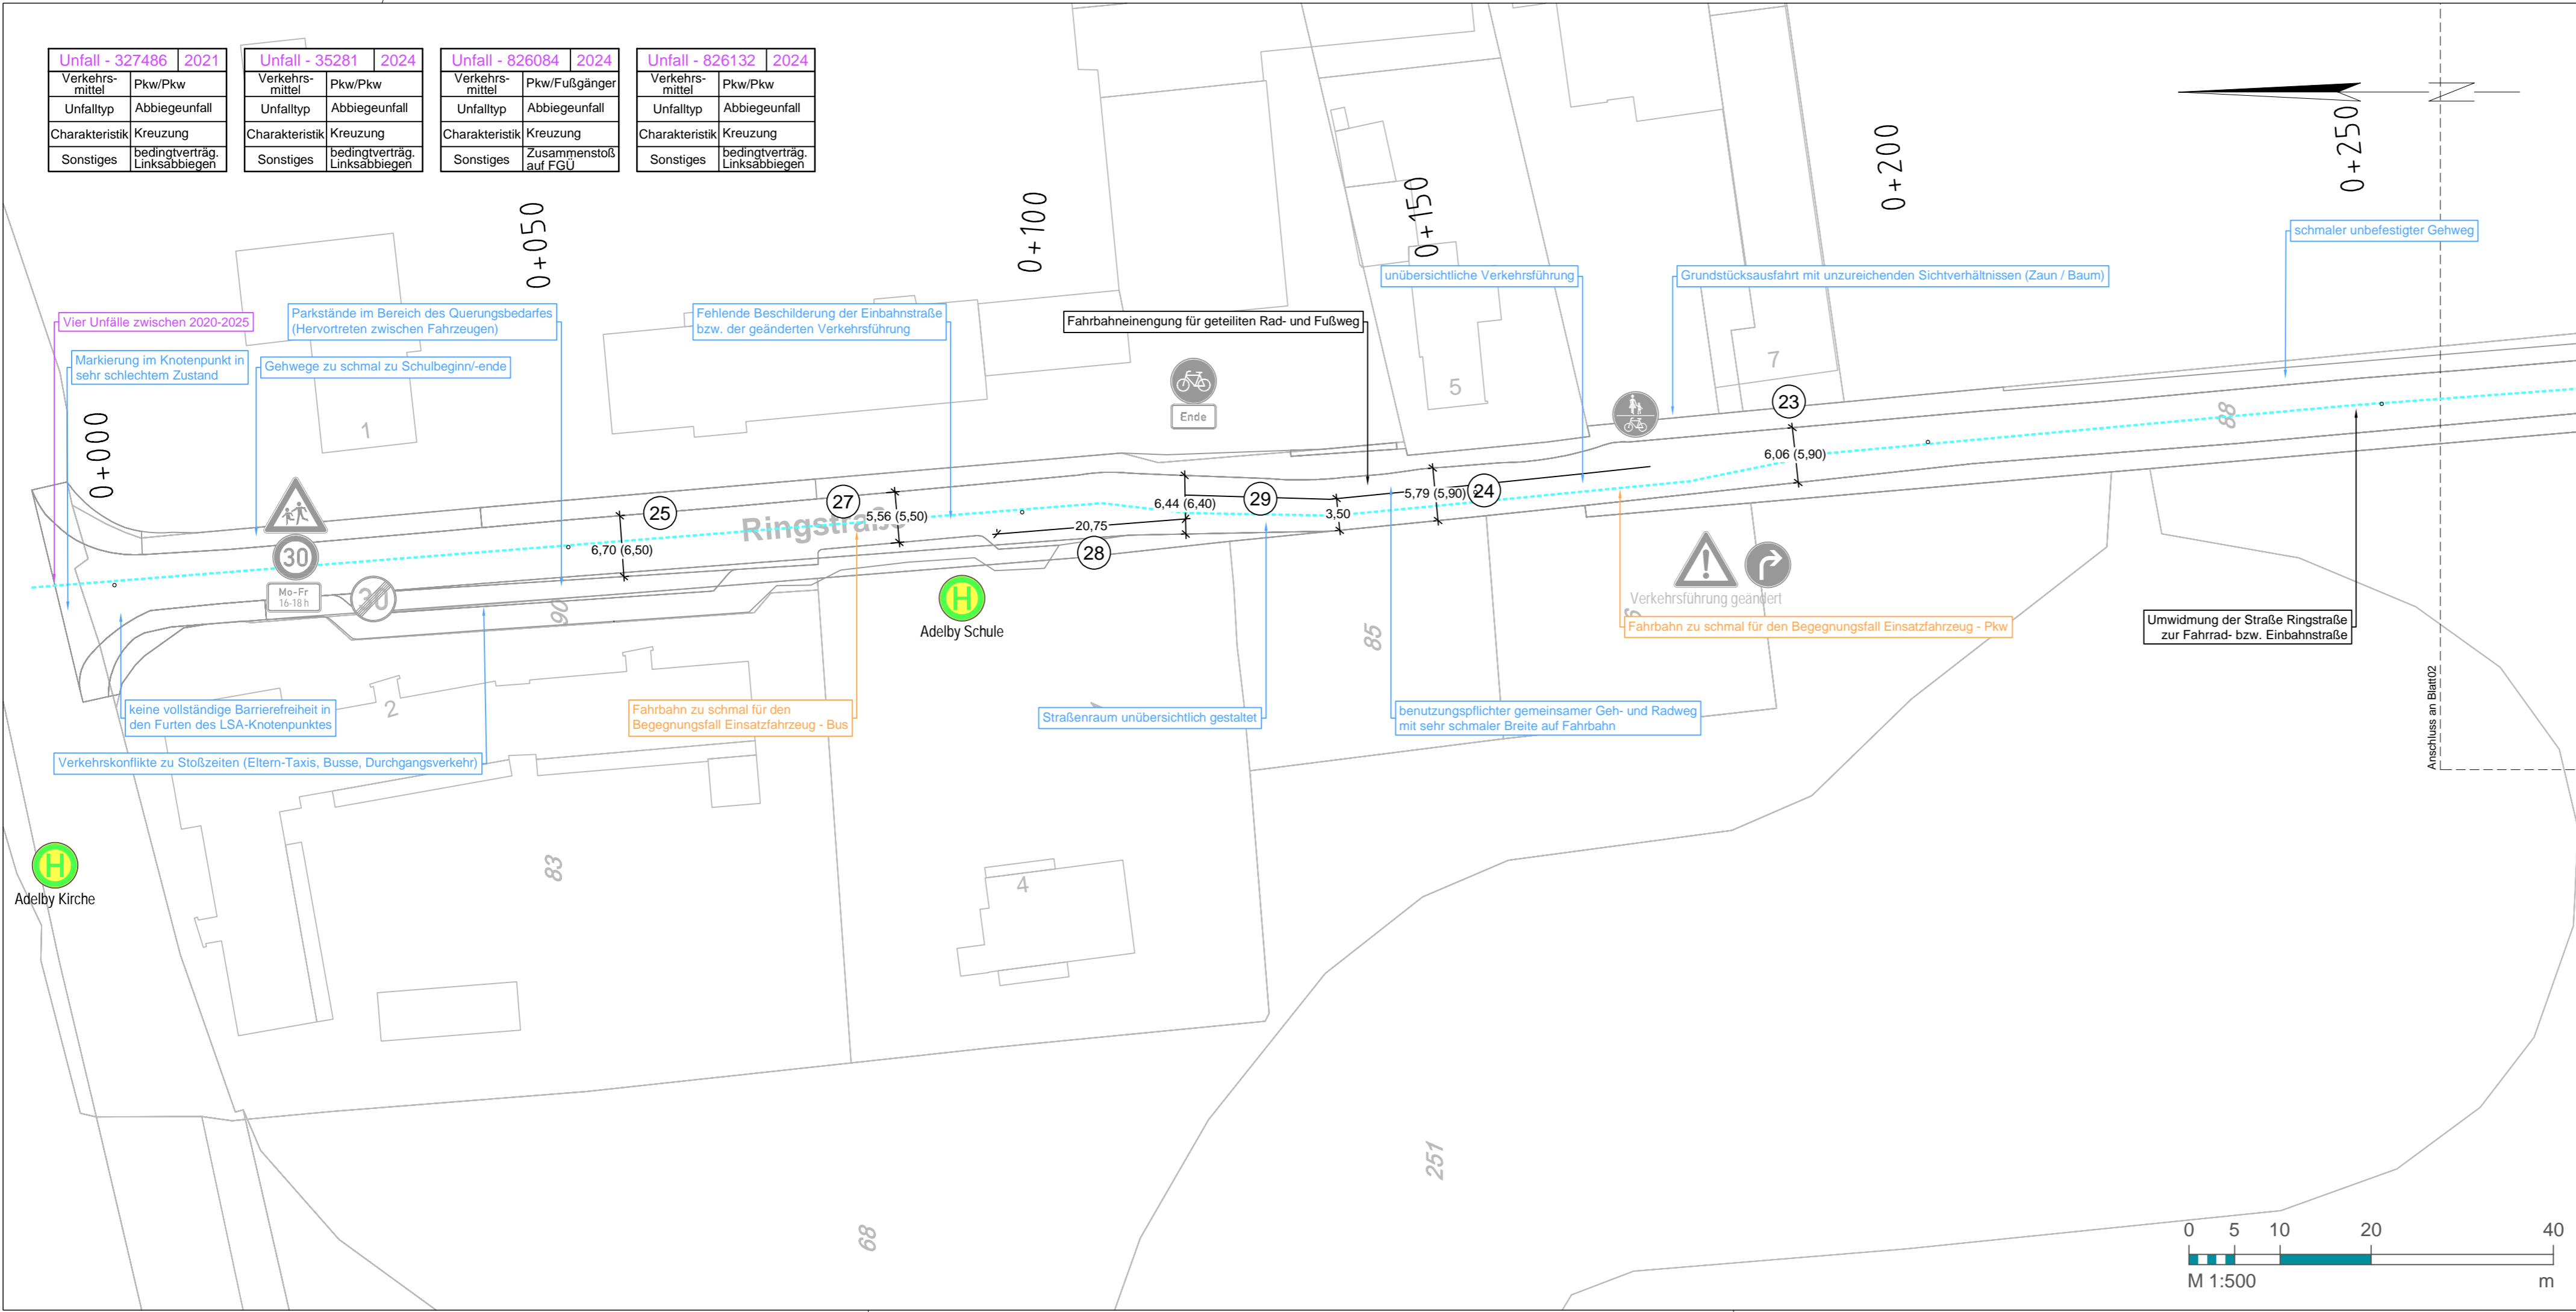 Unfall - 327486 2021
Verkehrs-
mittel Pkw/Pkw
Unfalltyp Abbiegeunfall
Charakteristik Kreuzung
Sonstiges bedingtverträg.
Linksabbiegen
Unfall - 35281 2024
Verkehrs-
mittel Pkw/Pkw
Unfalltyp Abbiegeunfall
Charakteristik Kreuzung
Sonstiges bedingtverträg.
Linksabbiegen
Unfall - 826084 2024
Verkehrs-
mittel Pkw/Fußgänger
Unfalltyp Abbiegeunfall
Charakteristik Kreuzung
Sonstiges Zusammenstoß
auf FGÜ
Unfall - 826132 2024
Verkehrs-
mittel Pkw/Pkw
Unfalltyp Abbiegeunfall
Charakteristik Kreuzung
Sonstiges bedingtverträg.
Linksabbiegen
0+000
0+050
0+100
0+150
0+200
0+250
schmaler unbefestigter Gehweg
unübersichtliche Verkehrsführung
Grundstücksausfahrt mit unzureichenden Sichtverhältnissen (Zaun / Baum)
Vier Unfälle zwischen 2020-2025
Parkstände im Bereich des Querungsbedarfes
(Hervortreten zwischen Fahrzeugen)
Fehlende Beschilderung der Einbahnstraße
bzw. der geänderten Verkehrsführung
Fahrbahneinengung für geteiliten Rad- und Fußweg
Markierung im Knotenpunkt in
sehr schlechtem Zustand
Gehwege zu schmal zu Schulbeginn/-ende
1
5
7
88
Ende
23
24
25
27
28
29
6,06 (5,90)
5,79 (5,90)
6,44 (6,40)
3,50
20,75
5,56 (5,50)
6,70 (6,50)
Ringstraße
30
Mo-Fr
16-18 h
30
90
H
Adelby Schule
85
Verkehrsführung geändert
6
Fahrbahn zu schmal für den Begegnungsfall Einsatzfahrzeug - Pkw
Umwidmung der Straße Ringstraße
zur Fahrrad- bzw. Einbahnstraße
Anschluss an Blatt02
keine vollständige Barrierefreiheit in
den Furten des LSA-Knotenpunktes
2
Fahrbahn zu schmal für den
Begegnungsfall Einsatzfahrzeug - Bus
Straßenraum unübersichtlich gestaltet
benutzungspflichter gemeinsamer Geh- und Radweg
mit sehr schmaler Breite auf Fahrbahn
Verkehrskonflikte zu Stoßzeiten (Eltern-Taxis, Busse, Durchgangsverkehr)
H
Adelby Kirche
83
4
251
68
0 5 10 20 40
M 1:500 m